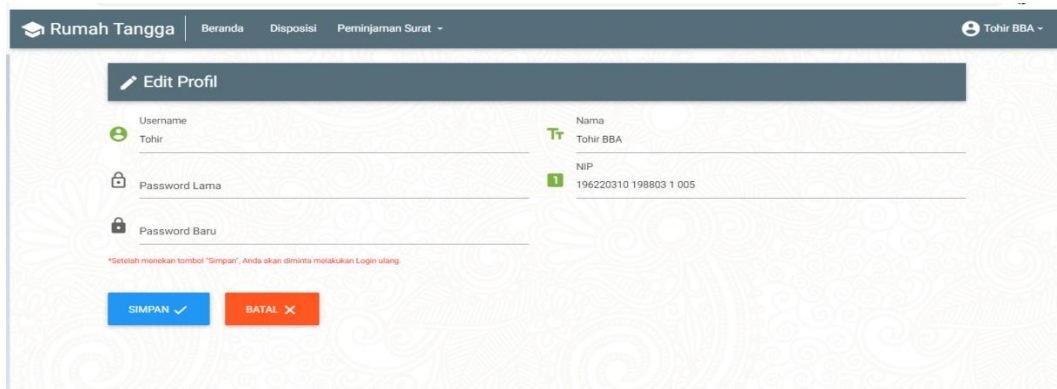 Rumah Tangga
Beranda
Disposisi
Peminjaman Surat
Tohir BBA
Edit Profil
Username
Tohir
Nama
Tohir BBA
Password Lama
NIP
196220310 198803 1 005
Password Baru
*Setelah menekan tombol "Simpan", Anda akan diminta melakukan Login ulang.
SIMPAN
BATAL